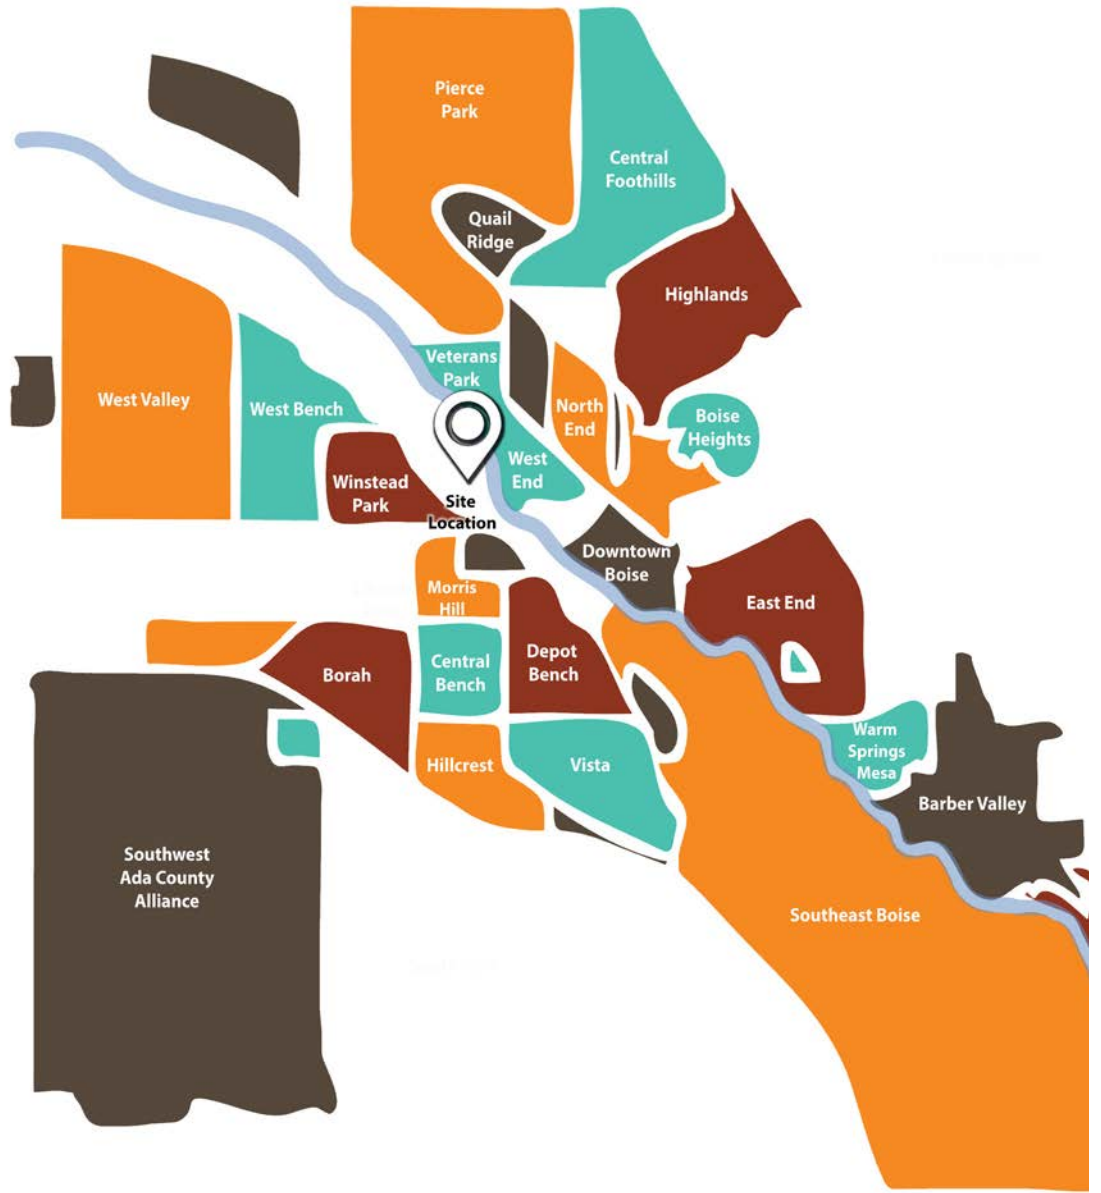 Pierce
Park
Central
Foothills
Quail
Ridge
Highlands
Veterans
Park
West Valley
West Bench
North
End
Boise
Heights
West
End
Winstead
Park
Site
Location
Downtown
Boise
Morris
Hill
East End
Depot
Bench
Central
Bench
Borah
Warm
Springs
Mesa
Hillcrest
Vista
Barber Valley
Southwest
Ada County
Alliance
Southeast Boise